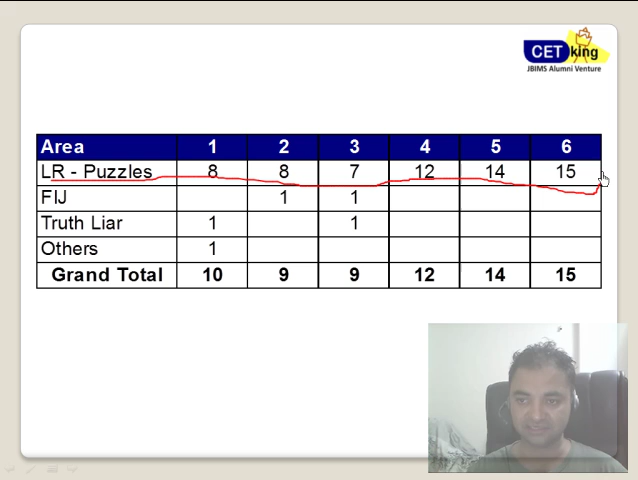 CET king
JBIMS Alumni Venture
Area 1 2 3 4 5 6
LR - Puzzles 8 8 7 12 14 15
FIJ 1 1
Truth Liar 1 1
Others 1
Grand Total 10 9 9 12 14 15